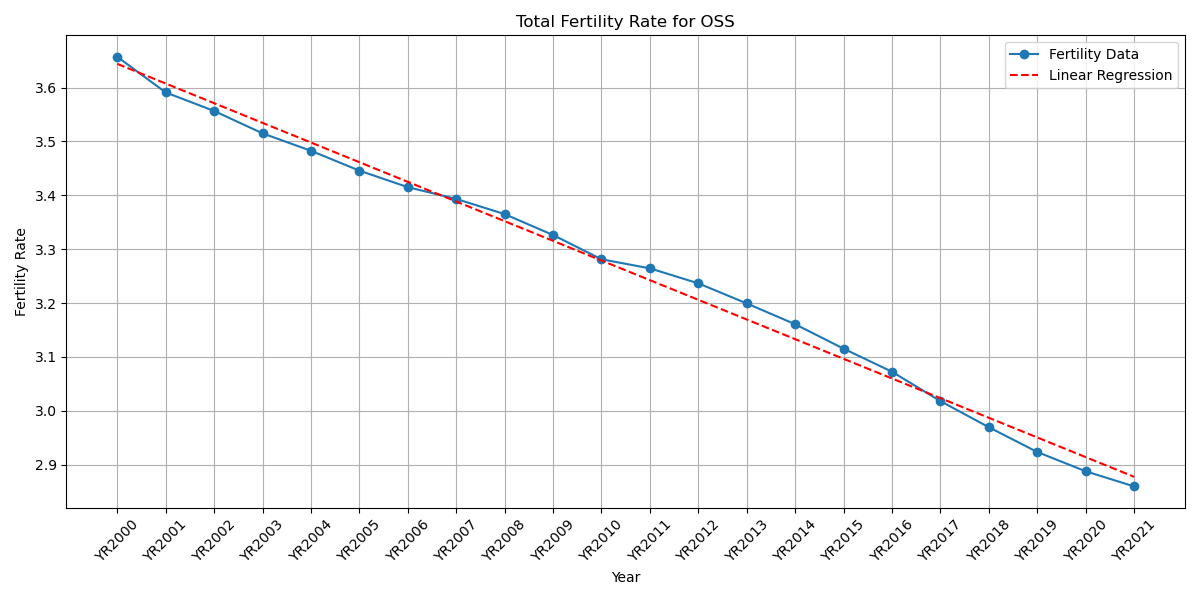 Total Fertility Rate for OSS
Fertility Data
Linear Regression
3.6
3.5
3.4
3.3
3.2
3.1
3.0
2.9
Fertility Rate
YR2000
YR2001
YR2002
YR2003
YR2004
YR2005
YR2006
YR2007
YR2008
YR2009
YR2010
YR2011
YR2012
YR2013
YR2014
YR2015
YR2016
YR2017
YR2018
YR2019
YR2020
YR2021
Year